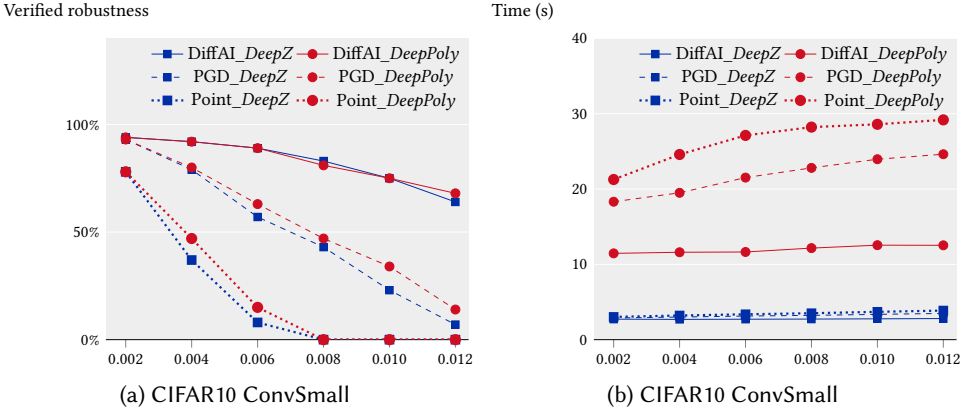 Verified robustness
DiffAI_DeepZ DiffAI_DeepPoly
PGD_DeepZ PGD_DeepPoly
Point_DeepZ Point_DeepPoly
100%
50%
0%
0.002 0.004 0.006 0.008 0.010 0.012
(a) CIFAR10 ConvSmall
Time (s)
DiffAI_DeepZ DiffAI_DeepPoly
PGD_DeepZ PGD_DeepPoly
Point_DeepZ Point_DeepPoly
40
30
20
10
0
0.002 0.004 0.006 0.008 0.010 0.012
(b) CIFAR10 ConvSmall